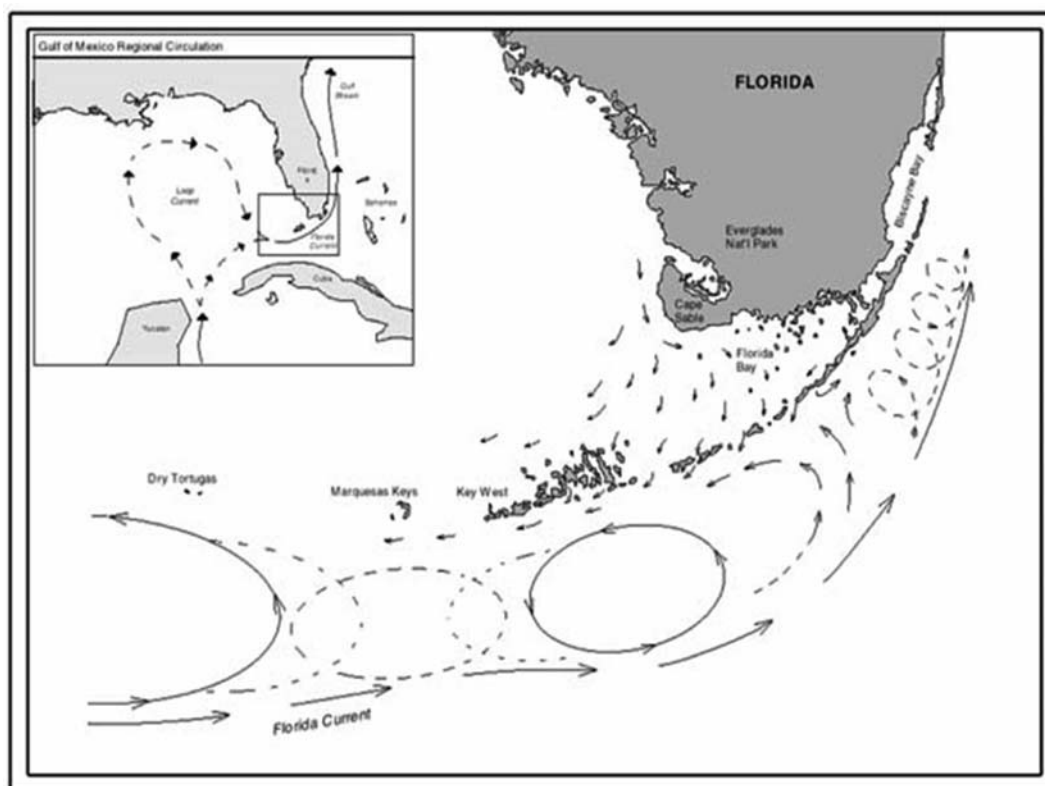 Gulf of Mexico Regional Circulation
Gulf
Stream
Loop
Current
Florida
Current
Bahamas
Cuba
Yucatan
FLORIDA
Biscayne Bay
Everglades
Nat'l Park
Cape
Sable
Florida
Bay
Dry Tortugas
Marquesas Keys
Key West
Florida Current